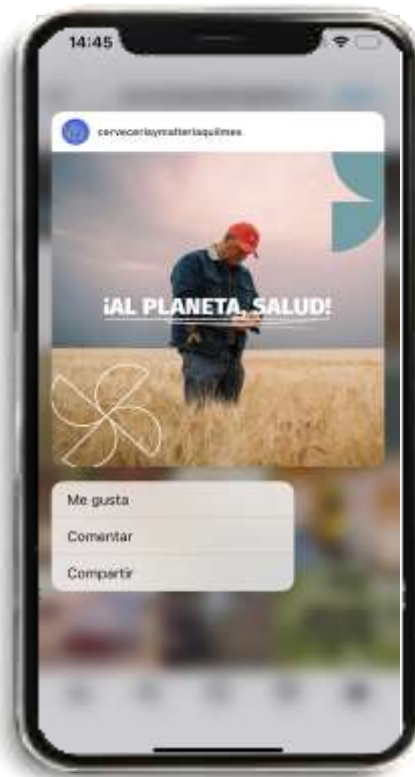 14:45
cerveceriaymalteriaquilmes
¡AL PLANETA, SALUD!
Me gusta
Comentar
Compartir